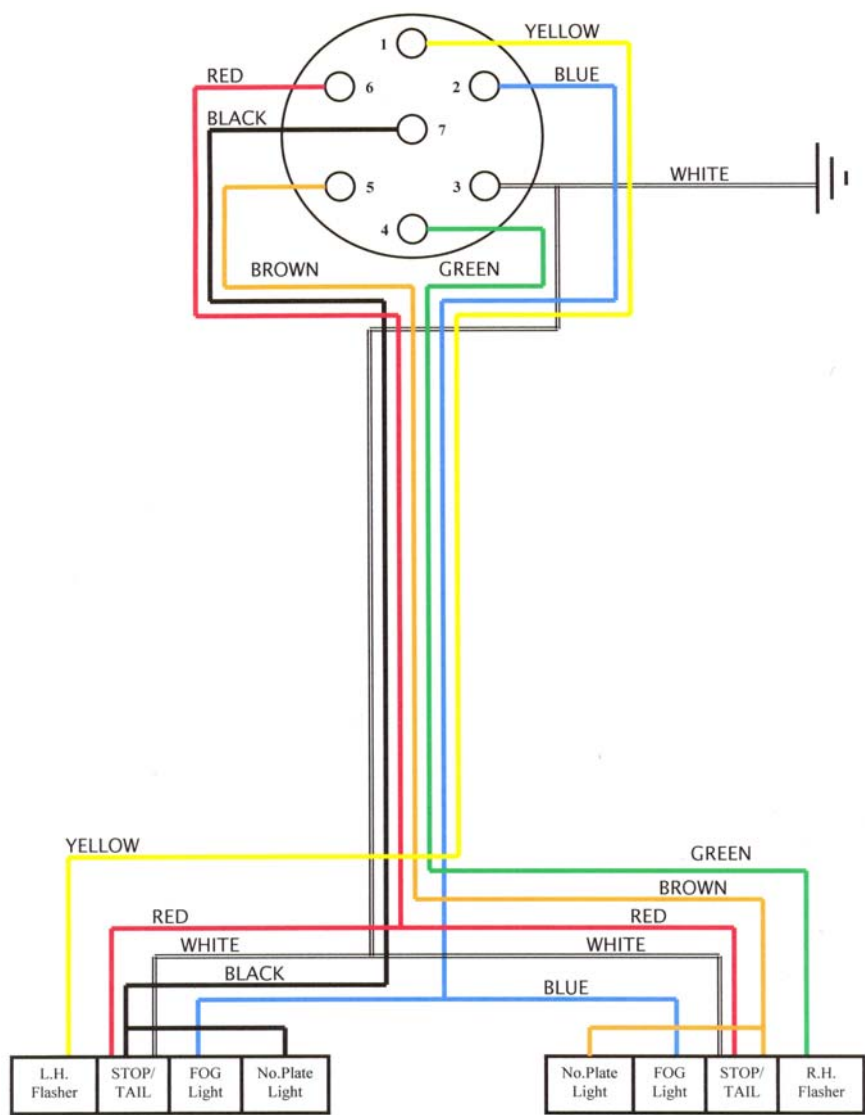 YELLOW
1
RED
6
2
BLUE
BLACK
7
5
3
WHITE
4
BROWN
GREEN
YELLOW
GREEN
BROWN
RED
RED
WHITE
WHITE
BLACK
BLUE
L.H.
Flasher
STOP/
TAIL
FOG
Light
No.Plate
Light
No.Plate
Light
FOG
Light
STOP/
TAIL
R.H.
Flasher